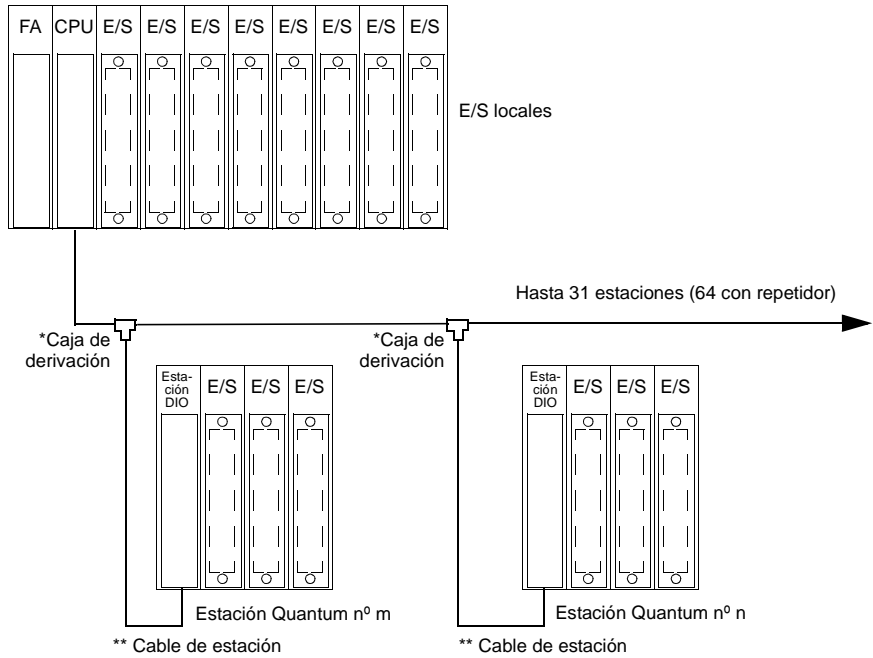 FA CPU E/S E/S E/S E/S E/S E/S E/S E/S
E/S locales
Hasta 31 estaciones (64 con repetidor)
*Caja de
derivación
*Caja de
derivación
Esta-
ción
DIO
E/S E/S E/S
Esta-
ción
DIO
E/S E/S E/S
Estación Quantum nº m
** Cable de estación
Estación Quantum nº n
** Cable de estación